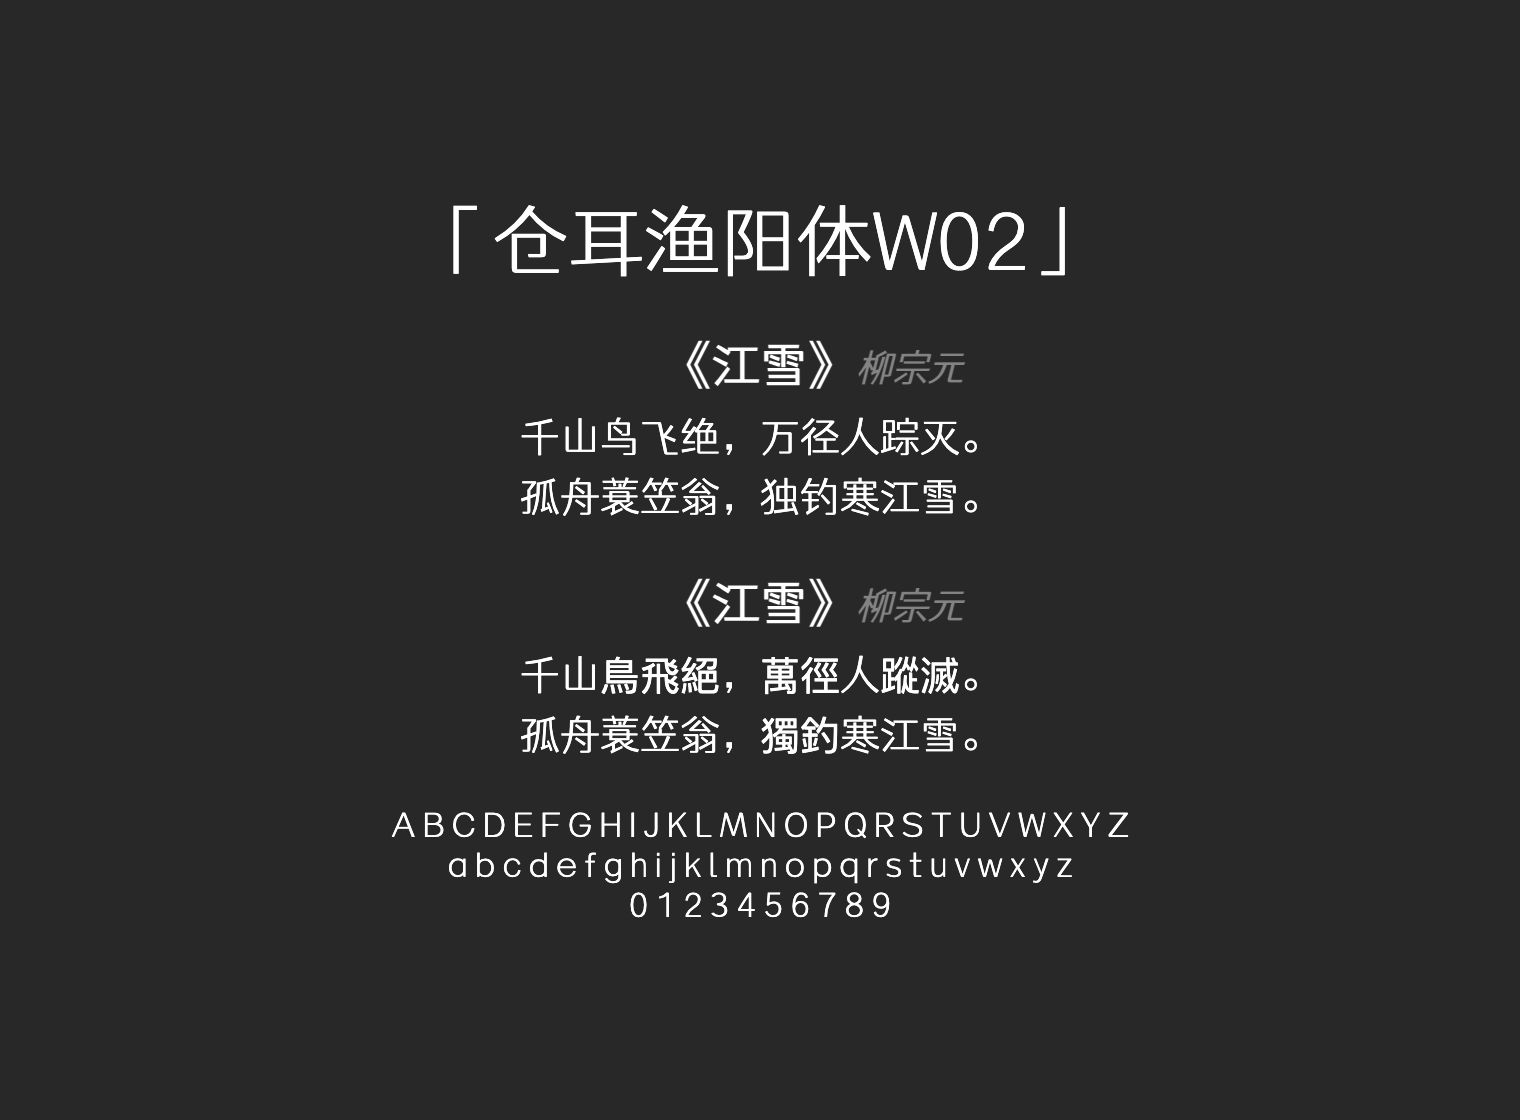 「仓耳渔阳体W02」
《江雪》柳宗元
千山鸟飞绝，万径人踪灭。
孤舟蓑笠翁，独钓寒江雪。
《江雪》柳宗元
千山鳥飛絕，萬徑人蹤滅。
孤舟蓑笠翁，獨釣寒江雪。
ABCDEFGHIJKLMNOPQRSTUVWXYZ
abcdefghijklmnopqrstuvwxyz
0123456789